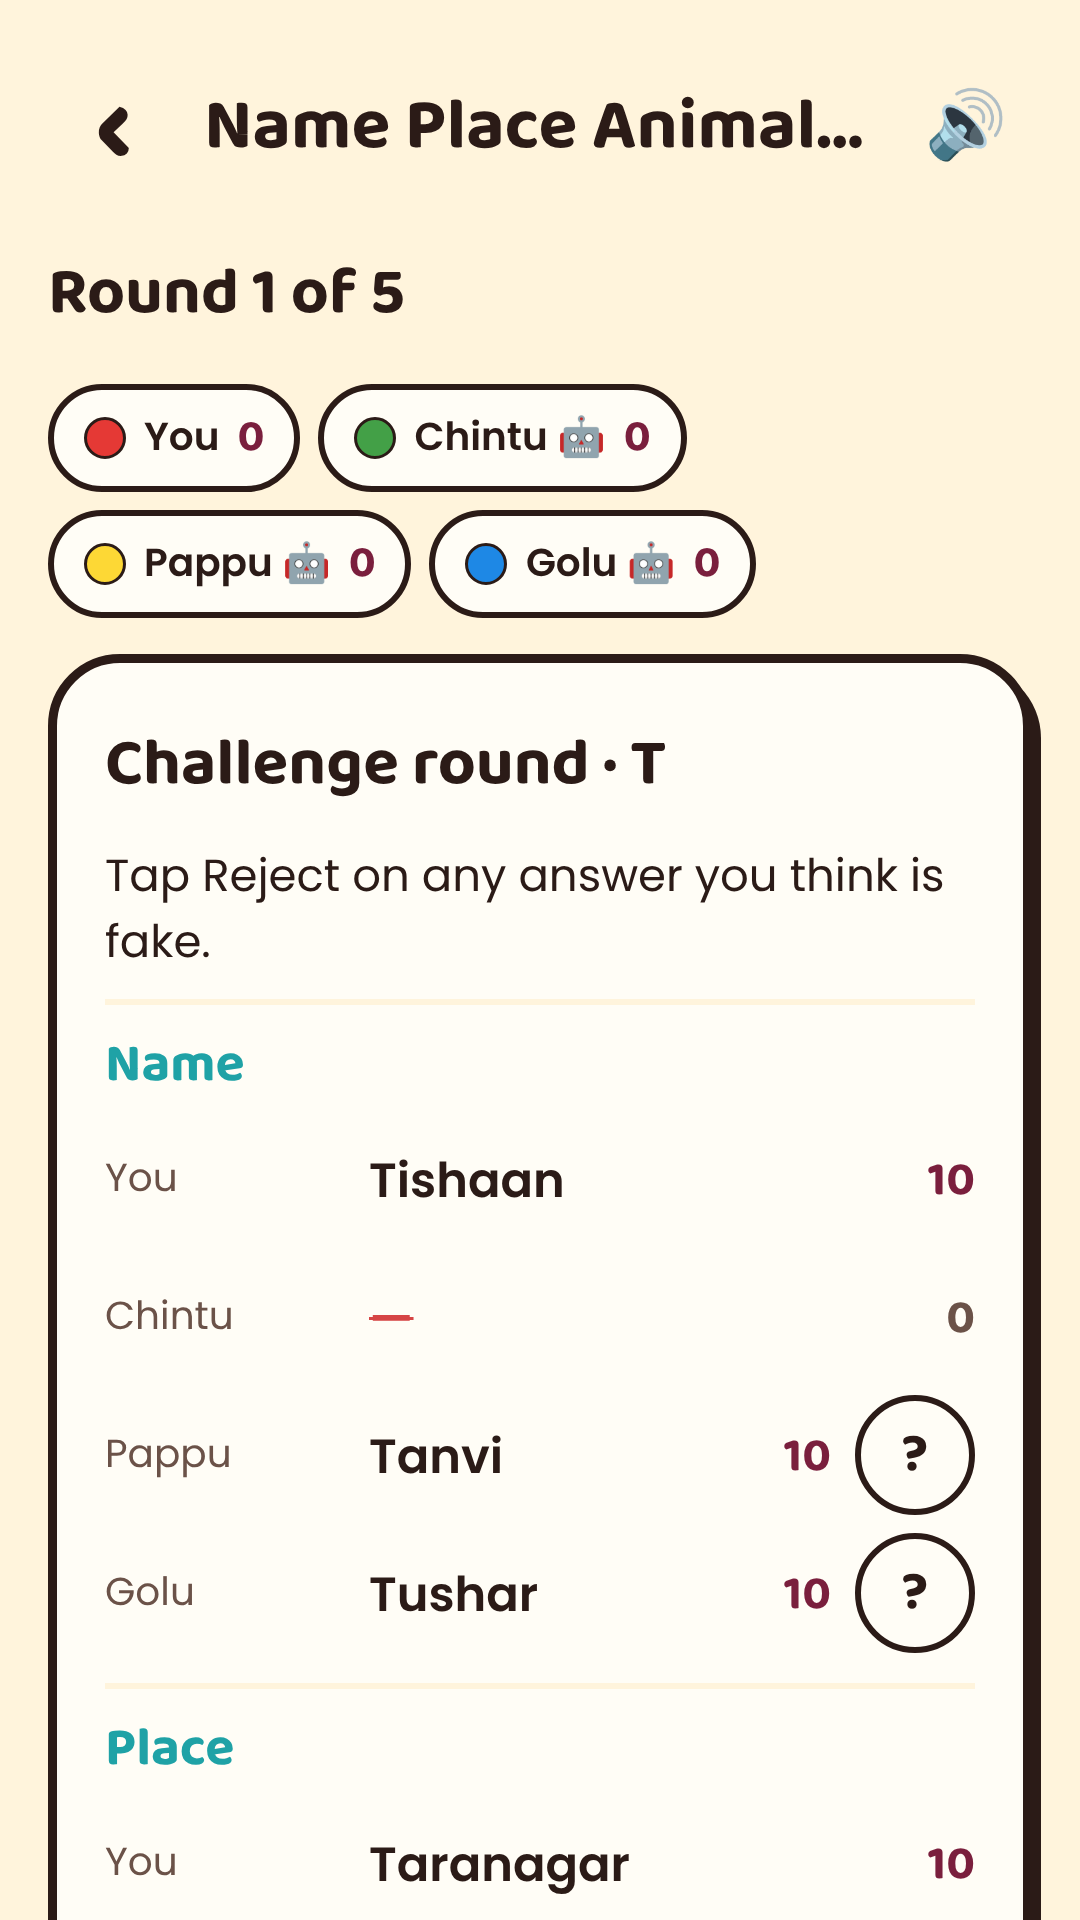 Name Place Animal...
Round 1 of 5
You 0
Chintu 0
Pappu 0
Golu 0
Challenge round · T
Tap Reject on any answer you think is
fake.
Name
You Tishaan 10
Chintu — 0
Pappu Tanvi 10 ?
Golu Tushar 10 ?
Place
You Taranagar 10